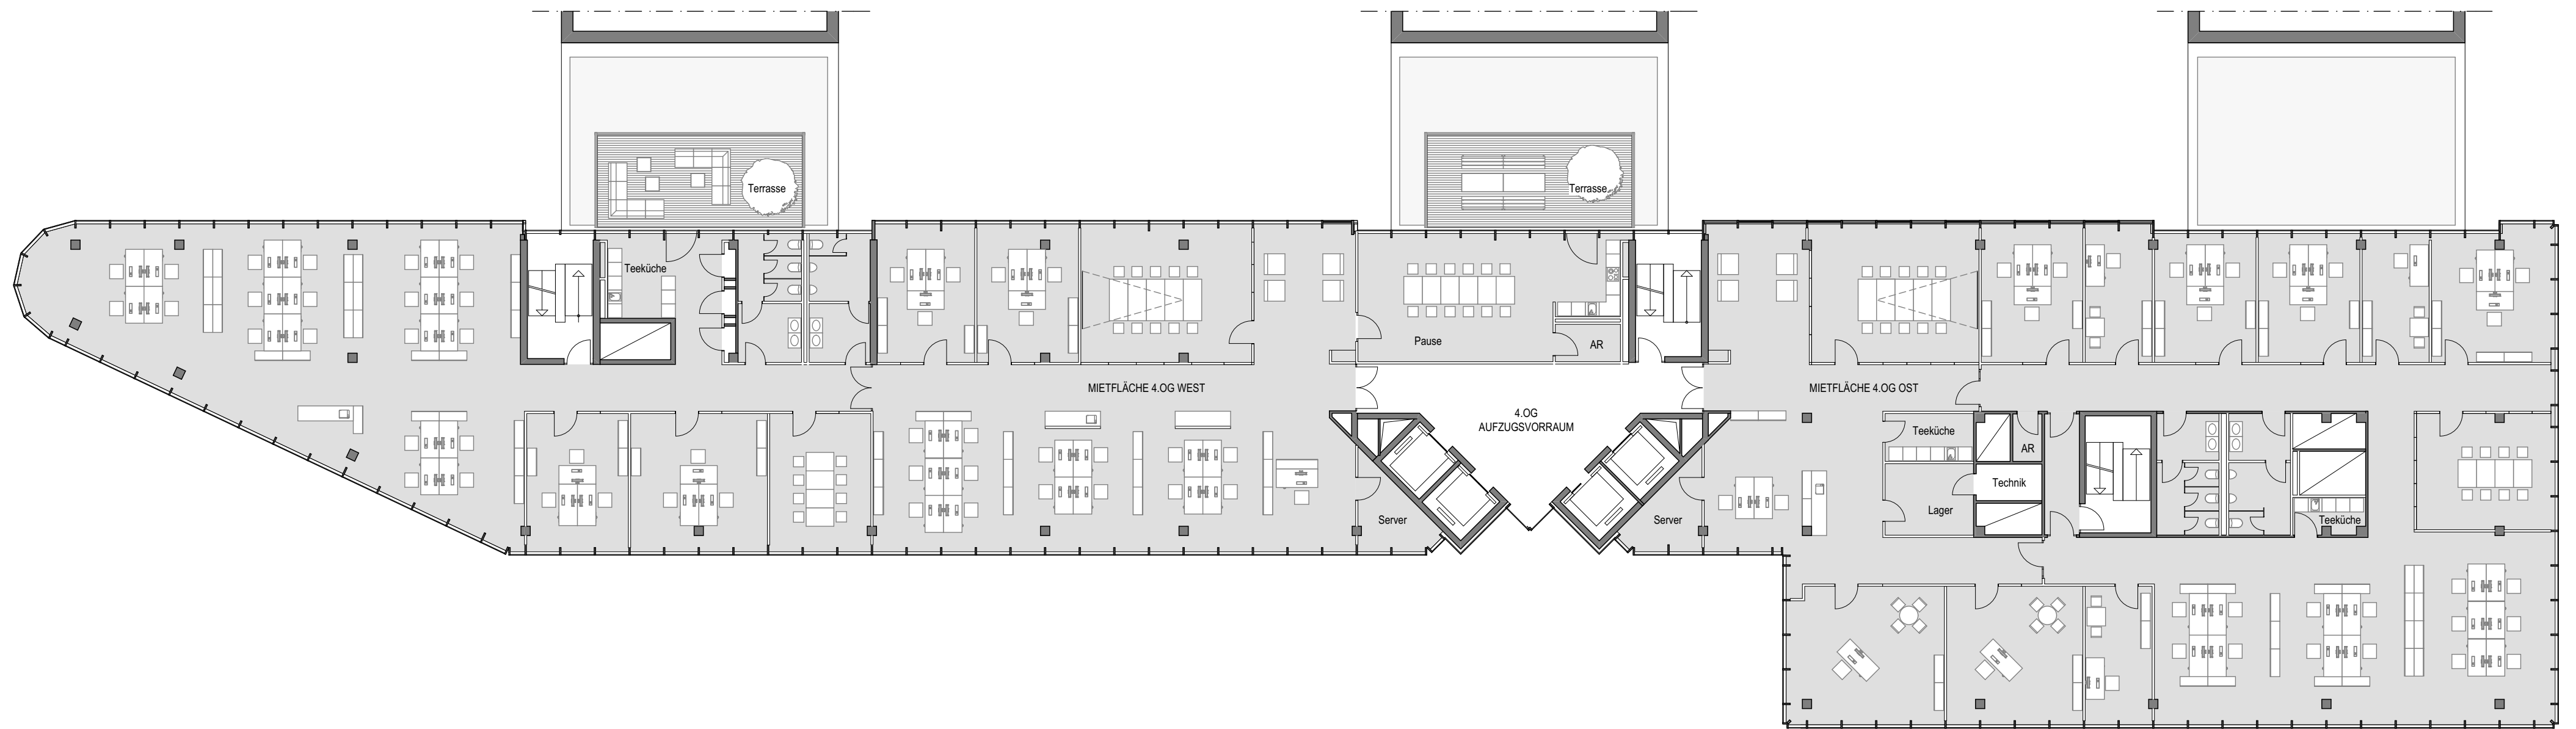 Terrasse
Terrasse
Teeküche
Pause
AR
MIETFLÄCHE 4.OG WEST
MIETFLÄCHE 4.OG OST
4.OG
AUFZUGSVORRAUM
Teeküche
AR
Technik
Lager
Server
Server
Teeküche